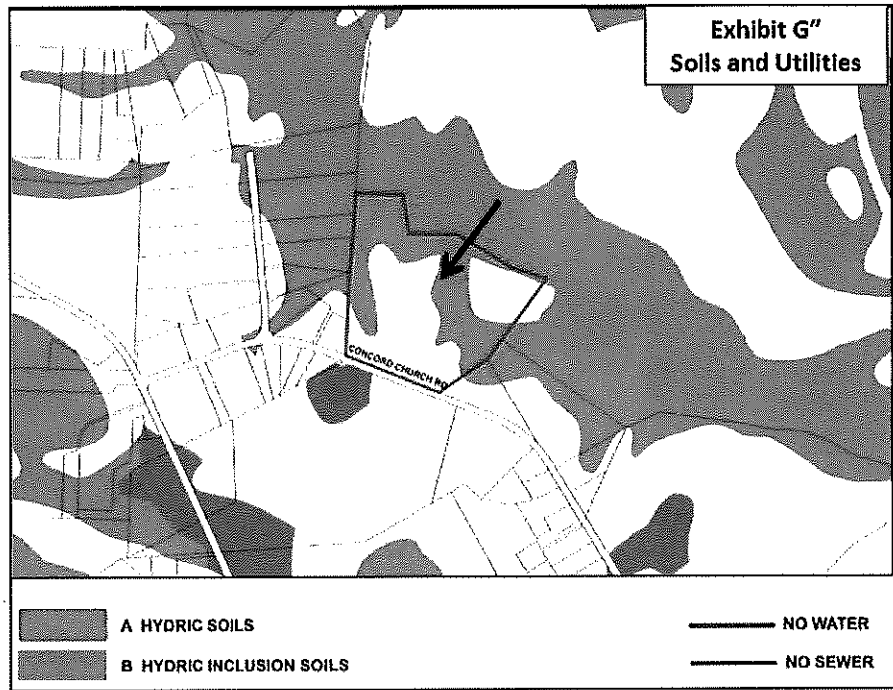 Exhibit G"
Soils and Utilities
CONCORD CHURCH RD
A HYDRIC SOILS
NO WATER
B HYDRIC INCLUSION SOILS
NO SEWER